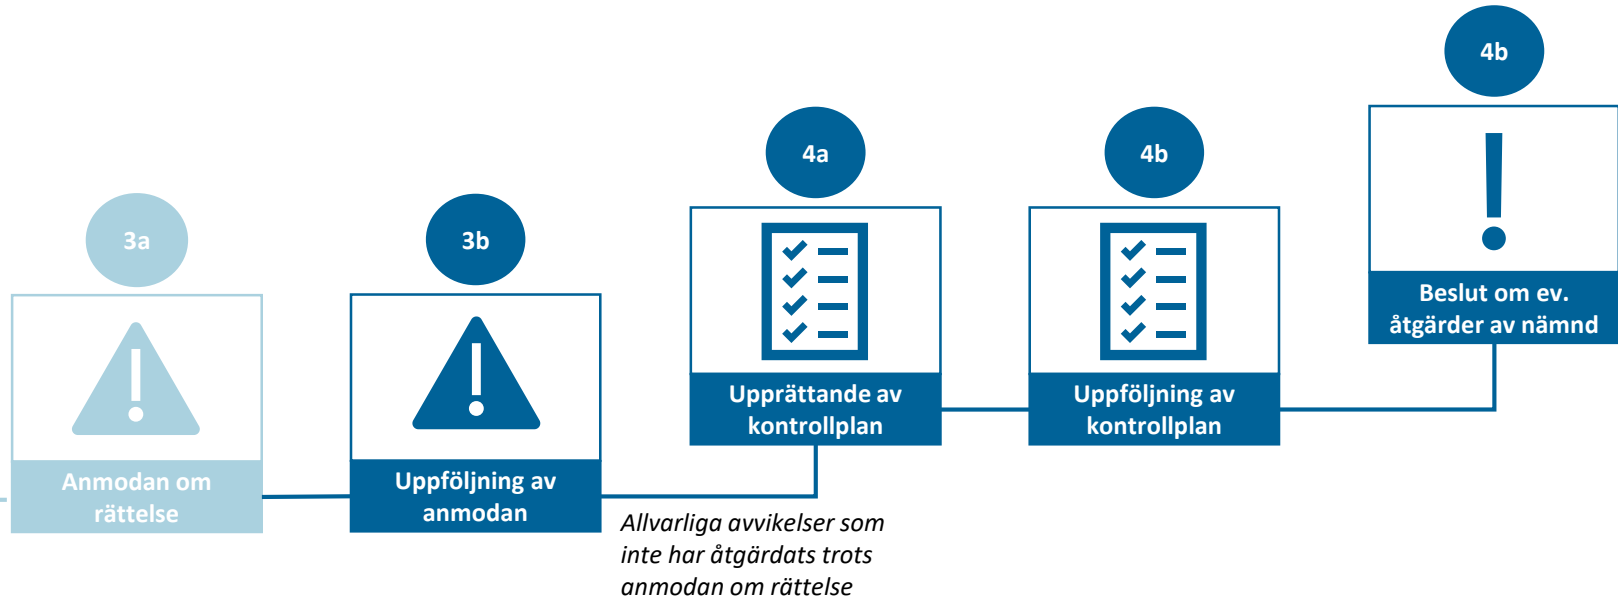 3a
Anmodan om
rättelse
3b
Uppföljning av
anmodan
Allvarliga avvikelser som
inte har åtgärdats trots
anmodan om rättelse
4a
Upprättande av
kontrollplan
4b
Uppföljning av
kontrollplan
4b
Beslut om ev.
åtgärder av nämnd